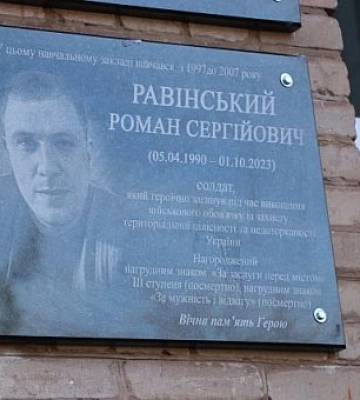 У цьому навчальному закладі навчався з 1997до 2007 року
РАВІНСЬКИЙ
РОМАН СЕРГІЙОВИЧ
(05.04.1990 – 01.10.2023)
СОЛДАТ,
який героїчно загинув під час виконання
військового обов'язку із захисту
територіальної цілісності та недоторканості
України
Нагороджений
нагрудним знаком «За заслуги перед містом»
ІІІ ступеня (посмертно), нагрудним знаком
«За мужність і відвагу» (посмертно)
Вічна пам'ять Герою